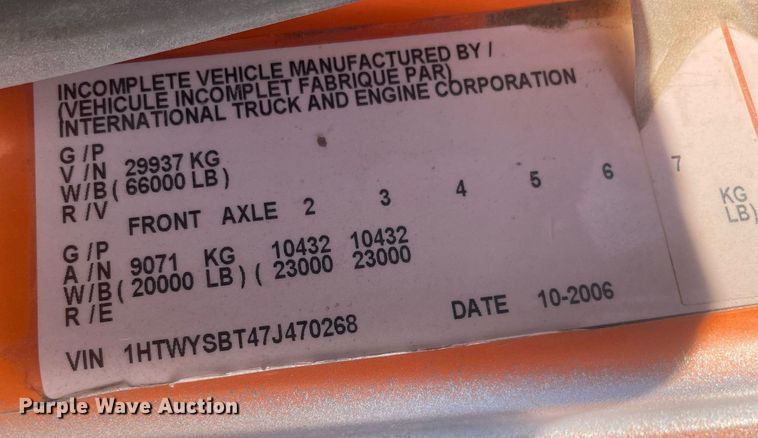 INCOMPLETE VEHICLE MANUFACTURED BY /
(VEHICULE INCOMPLET FABRIQUE PAR)
INTERNATIONAL TRUCK AND ENGINE CORPORATION
G /P
V /N 29937 KG
W/B ( 66000 LB )
R /V
FRONT AXLE 2 3 4 5 6 7
G /P
A /N 9071 KG 10432 10432 KG
W/B ( 20000 LB ) ( 23000 23000 LB)
R /E
VIN 1HTWYSBT47J470268 DATE 10-2006
Purple Wave Auction